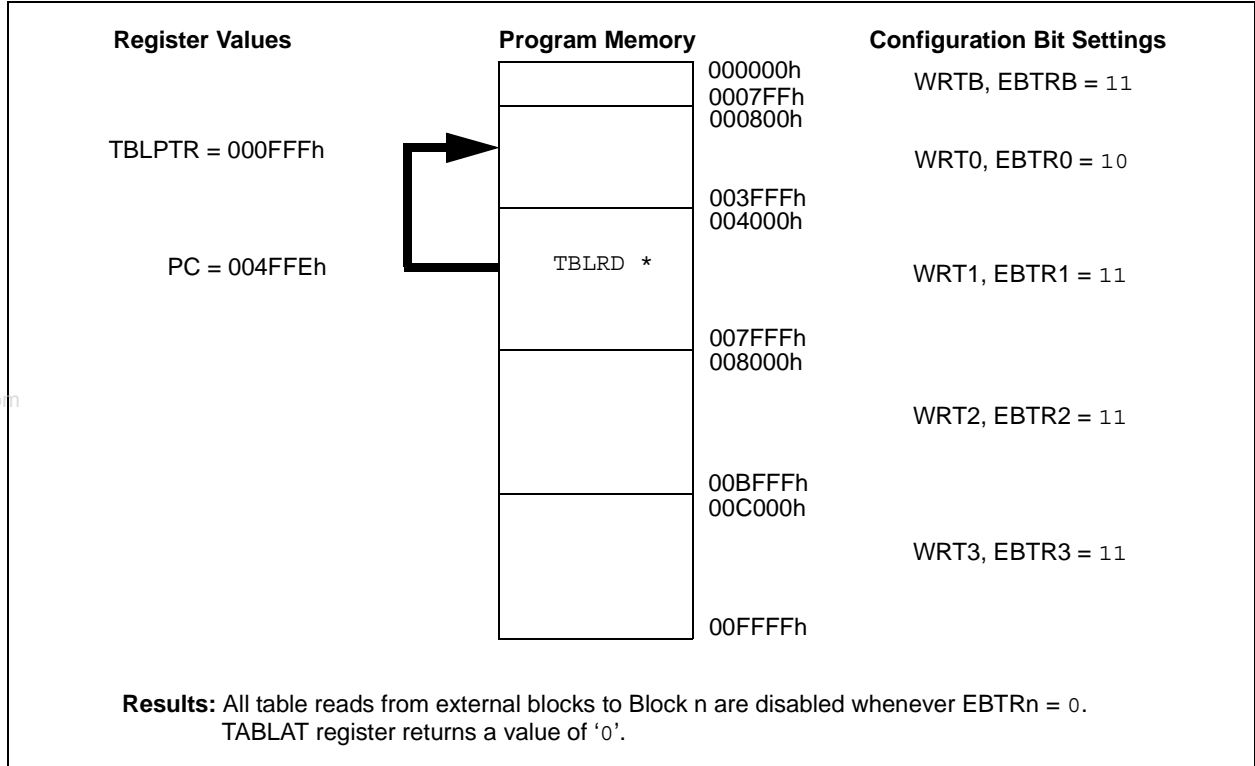 Register Values
Program Memory
Configuration Bit Settings
000000h
WRTB, EBTRB = 11
0007FFh
000800h
TBLPTR = 000FFFh
WRT0, EBTR0 = 10
003FFFh
004000h
PC = 004FFEh
TBLRD *
WRT1, EBTR1 = 11
007FFFh
008000h
WRT2, EBTR2 = 11
00BFFFh
00C000h
WRT3, EBTR3 = 11
00FFFFh
Results: All table reads from external blocks to Block n are disabled whenever EBTRn = 0.
TABLAT register returns a value of ‘0’.